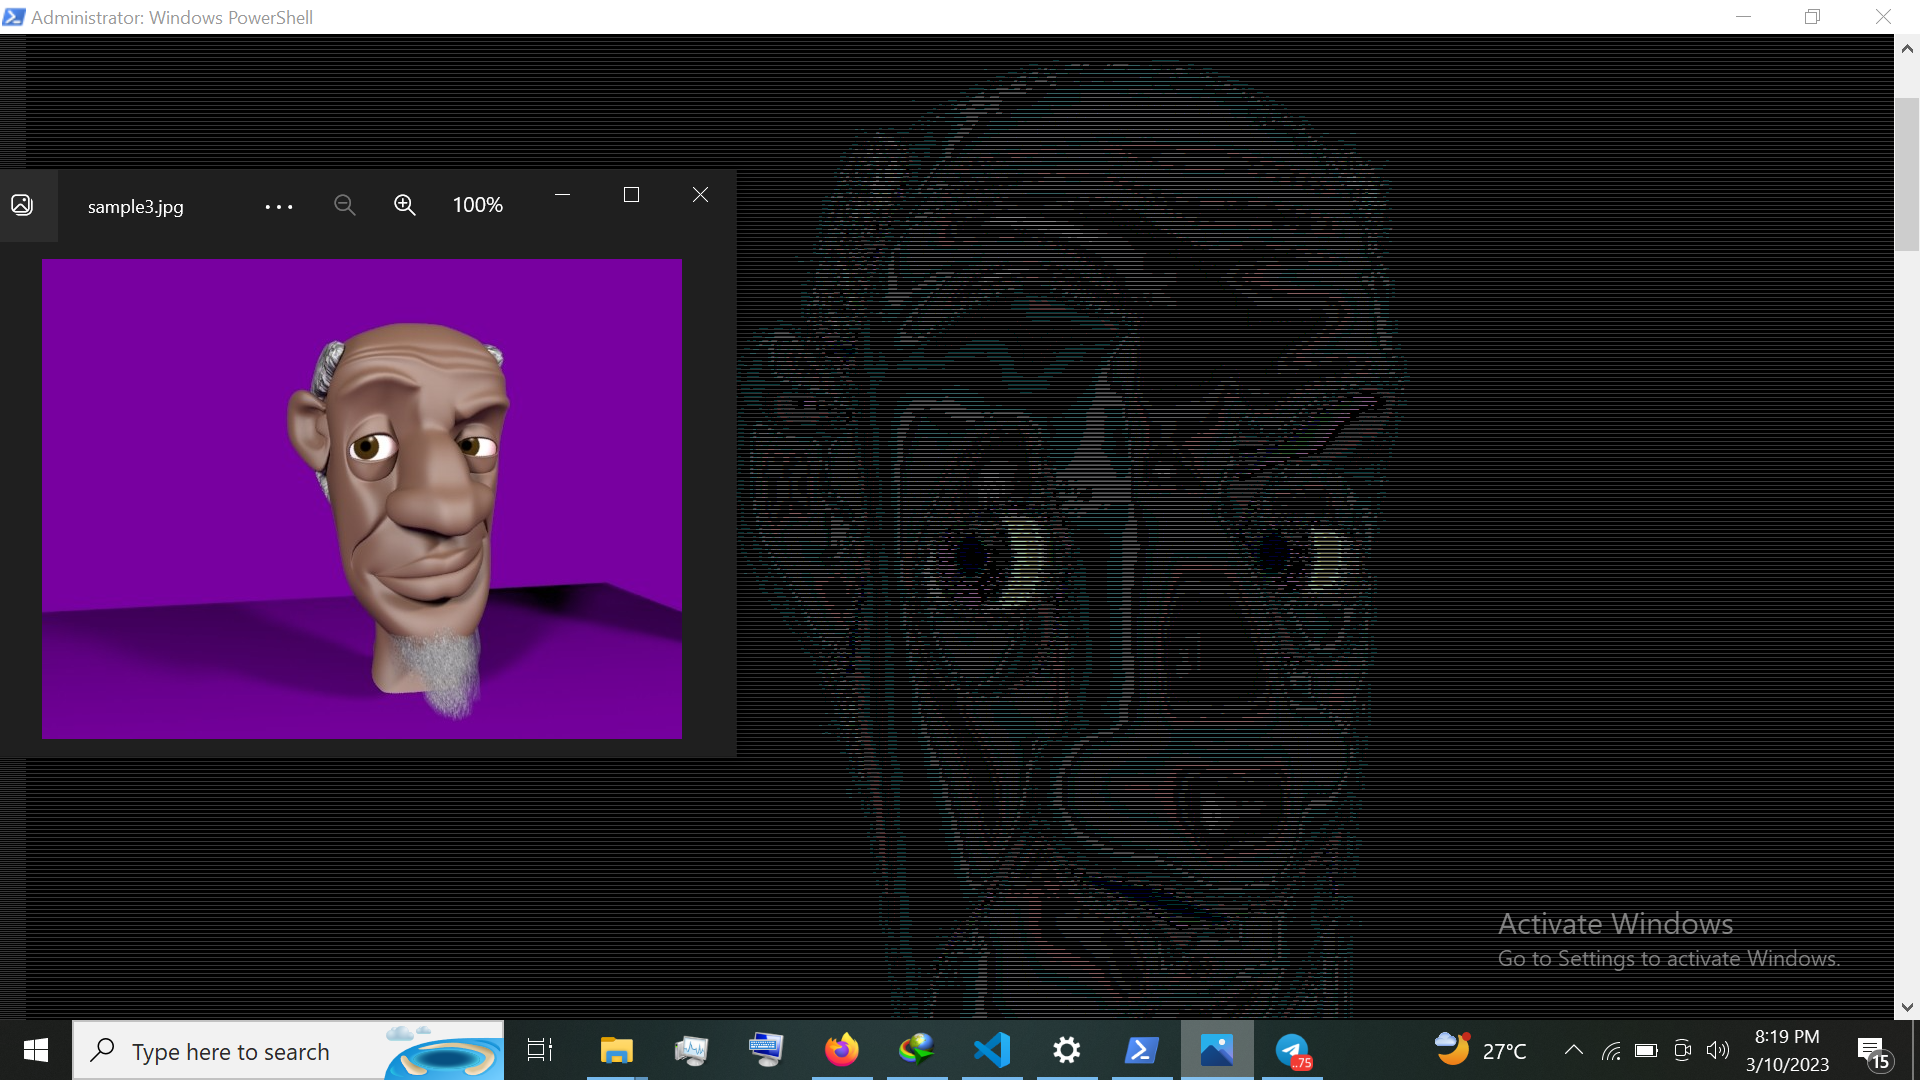 Administrator: Windows PowerShell
sample3.jpg
100%
Activate Windows
Go to Settings to activate Windows.
Type here to search
.75
27°C
8:19 PM
3/10/2023
15